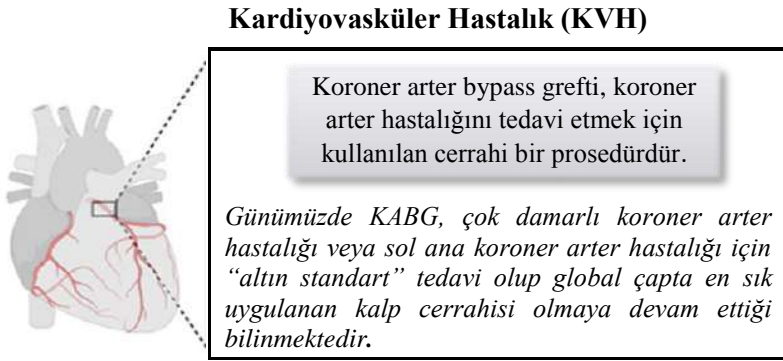 Kardiyovasküler Hastalık (KVH)
Koroner arter bypass grefti, koroner
arter hastalığını tedavi etmek için
kullanılan cerrahi bir prosedürdür.
Günümüzde KABG, çok damarlı koroner arter
hastalığı veya sol ana koroner arter hastalığı için
“altın standart” tedavi olup global çapta en sık
uygulanan kalp cerrahisi olmaya devam ettiği
bilinmektedir.